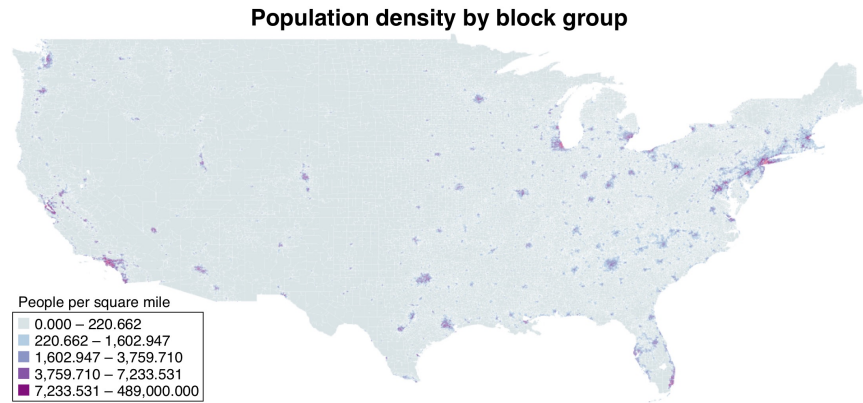 Population density by block group
People per square mile
0.000 – 220.662
220.662 – 1,602.947
1,602.947 – 3,759.710
3,759.710 – 7,233.531
7,233.531 – 489,000.000